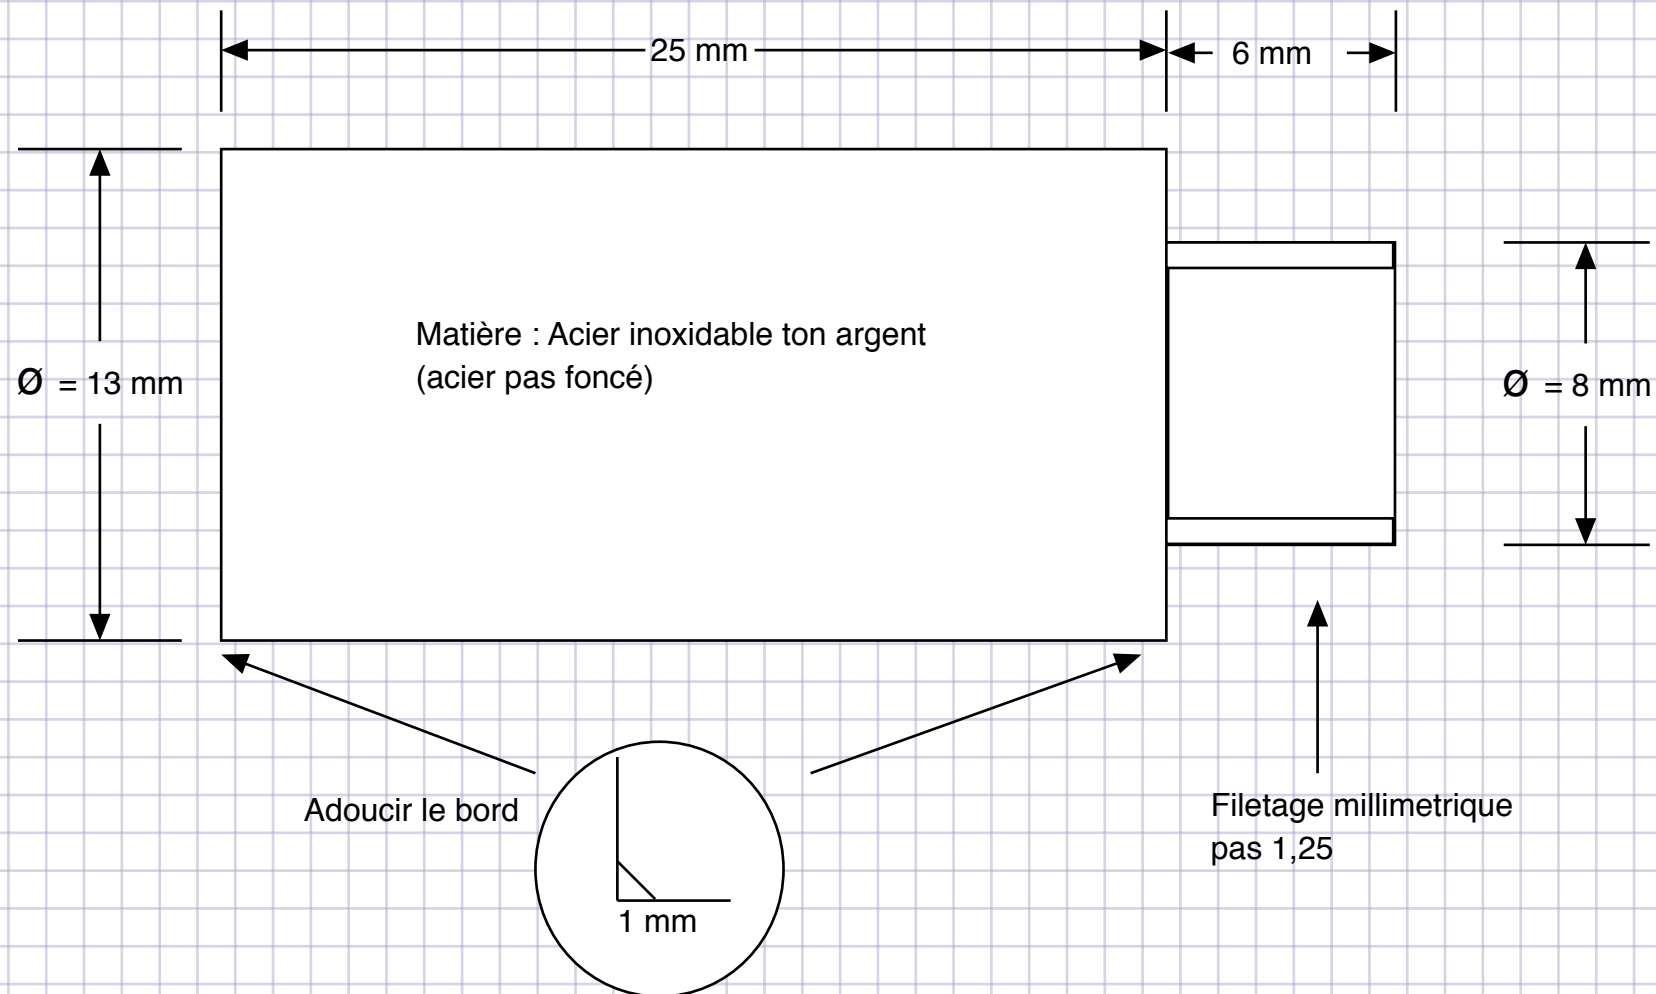 25 mm
6 mm
Matière : Acier inoxidable ton argent
(acier pas foncé)
Ø = 13 mm
Ø = 8 mm
Adoucir le bord
1 mm
Filetage millimetrique
pas 1,25